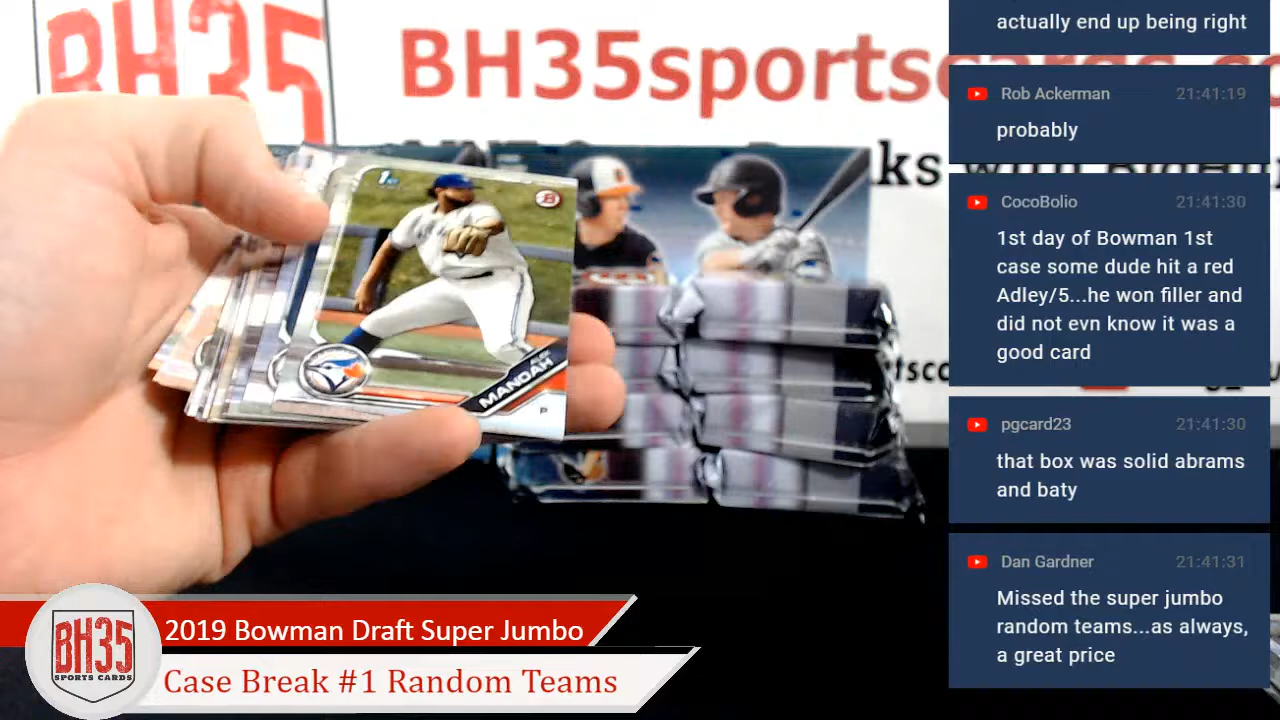 BH35
BH35sports
ks with
actually end up being right
Rob Ackerman 21:41:19
probably
CocoBolio 21:41:30
1st day of Bowman 1st
case some dude hit a red
Adley/5...he won filler and
did not evn know it was a
good card
pgcard23 21:41:30
that box was solid abrams
and baty
Dan Gardner 21:41:31
Missed the super jumbo
random teams...as always,
a great price
1st
B
MANOAH
P
BH35
SPORTS CARDS
2019 Bowman Draft Super Jumbo
Case Break #1 Random Teams